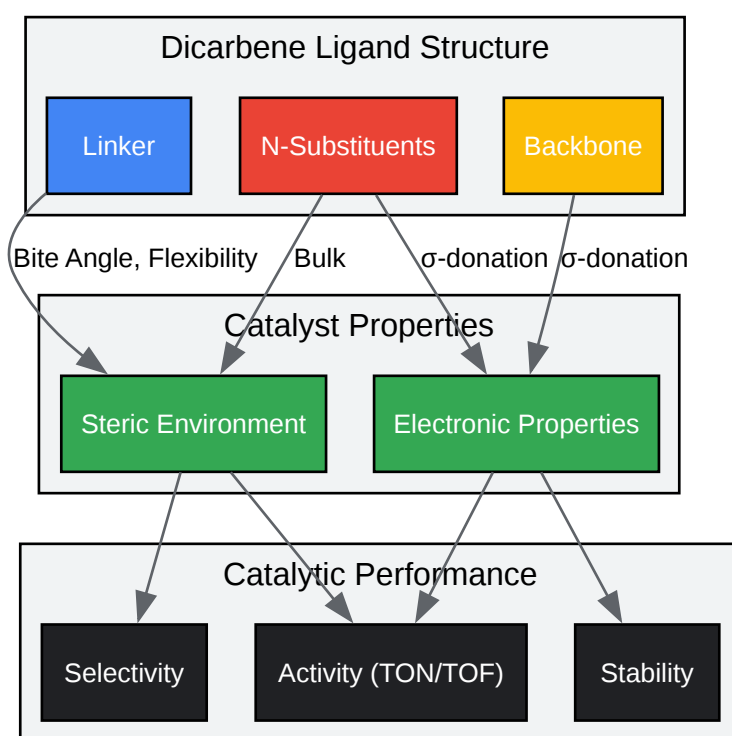 Dicarbene Ligand Structure
Linker
N-Substituents
Backbone
Bite Angle, Flexibility
Bulk
σ-donation
σ-donation
Catalyst Properties
Steric Environment
Electronic Properties
Catalytic Performance
Selectivity
Activity (TON/TOF)
Stability